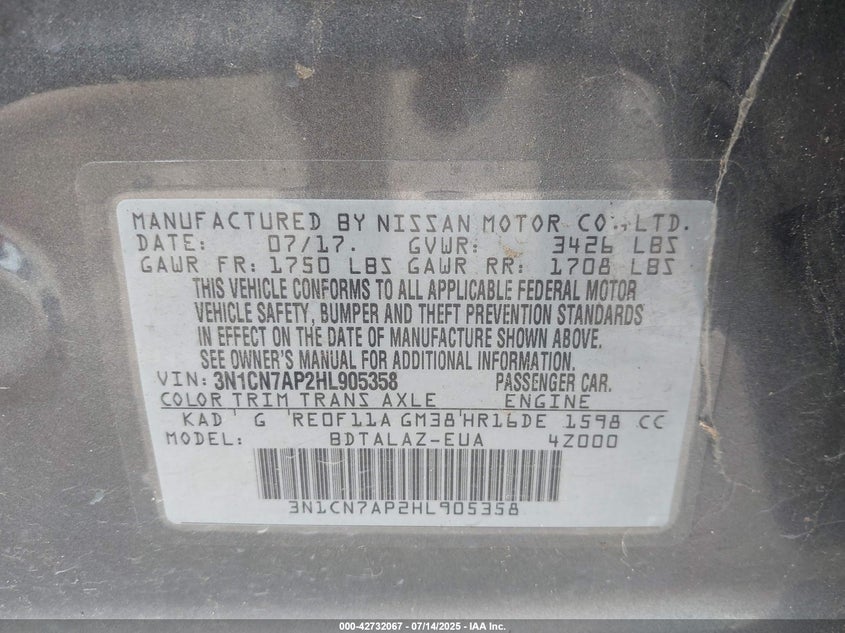 MANUFACTURED BY NISSAN MOTOR CO.,LTD.
DATE: 07/17. GVWR: 3426 LBS
GAWR FR: 1750 LBS GAWR RR: 1708 LBS
THIS VEHICLE CONFORMS TO ALL APPLICABLE FEDERAL MOTOR
VEHICLE SAFETY, BUMPER AND THEFT PREVENTION STANDARDS
IN EFFECT ON THE DATE OF MANUFACTURE SHOWN ABOVE.
SEE OWNER'S MANUAL FOR ADDITIONAL INFORMATION.
VIN: 3N1CN7AP2HL905358 PASSENGER CAR.
COLOR TRIM TRANS AXLE ENGINE
KAD G RE0F11A GM38 HR16DE 1598 CC
MODEL: BDTALAZ-EUA 4Z000
3N1CN7AP2HL905358
000-42732067 - 07/14/2025 - IAA Inc.